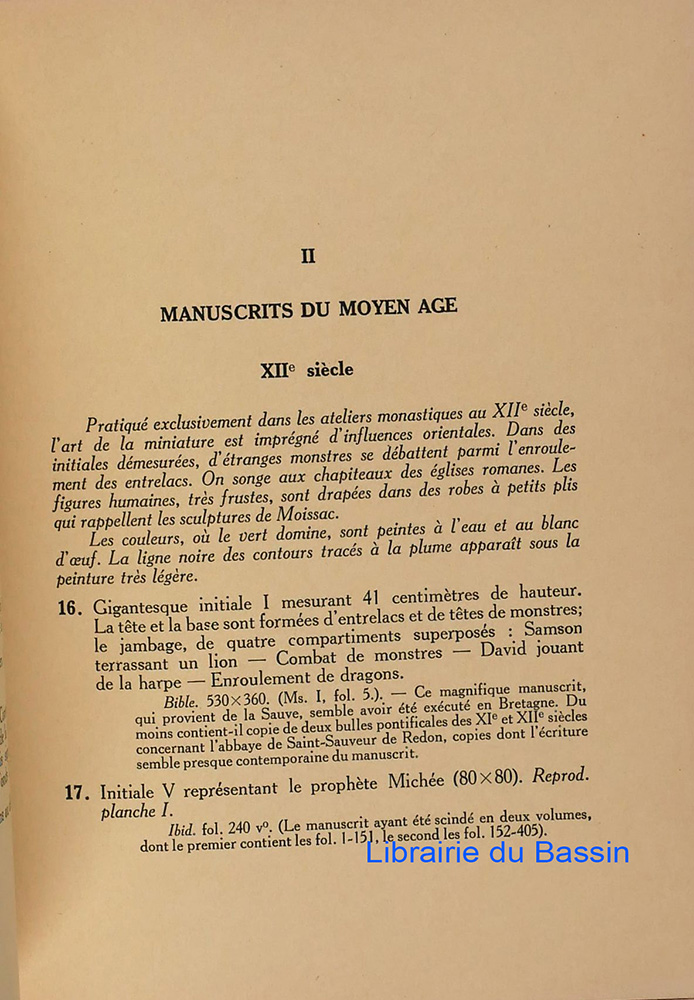 II
MANUSCRITS DU MOYEN AGE
XIIe siècle
Pratiqué exclusivement dans les ateliers monastiques au XIIe siècle,
l'art de la miniature est imprégné d'influences orientales. Dans des
initiales démesurées, d'étranges monstres se débattent parmi l'enroule-
ment des entrelacs. On songe aux chapiteaux des églises romanes. Les
figures humaines, très frustes, sont drapées dans des robes à petits plis
qui rappellent les sculptures de Moissac.
Les couleurs, où le vert domine, sont peintes à l'eau et au blanc
d'œuf. La ligne noire des contours tracés à la plume apparaît sous la
peinture très légère.
16. Gigantesque initiale I mesurant 41 centimètres de hauteur.
La tête et la base sont formées d'entrelacs et de têtes de monstres;
le jambage, de quatre compartiments superposés : Samson
terrassant un lion — Combat de monstres — David jouant
de la harpe — Enroulement de dragons.
Bible. 530×360. (Ms. I, fol. 5.). — Ce magnifique manuscrit,
qui provient de la Sauve, semble avoir été exécuté en Bretagne. Du
moins contient-il copie de deux bulles pontificales des XIe et XIIe siècles
concernant l'abbaye de Saint-Sauveur de Redon, copies dont l'écriture
semble presque contemporaine du manuscrit.
17. Initiale V représentant le prophète Michée (80×80). Reprod.
planche I.
Ibid. fol. 240 vo. (Le manuscrit ayant été scindé en deux volumes,
dont le premier contient les fol. 1-151, le second les fol. 152-405).
Librairie du Bassin